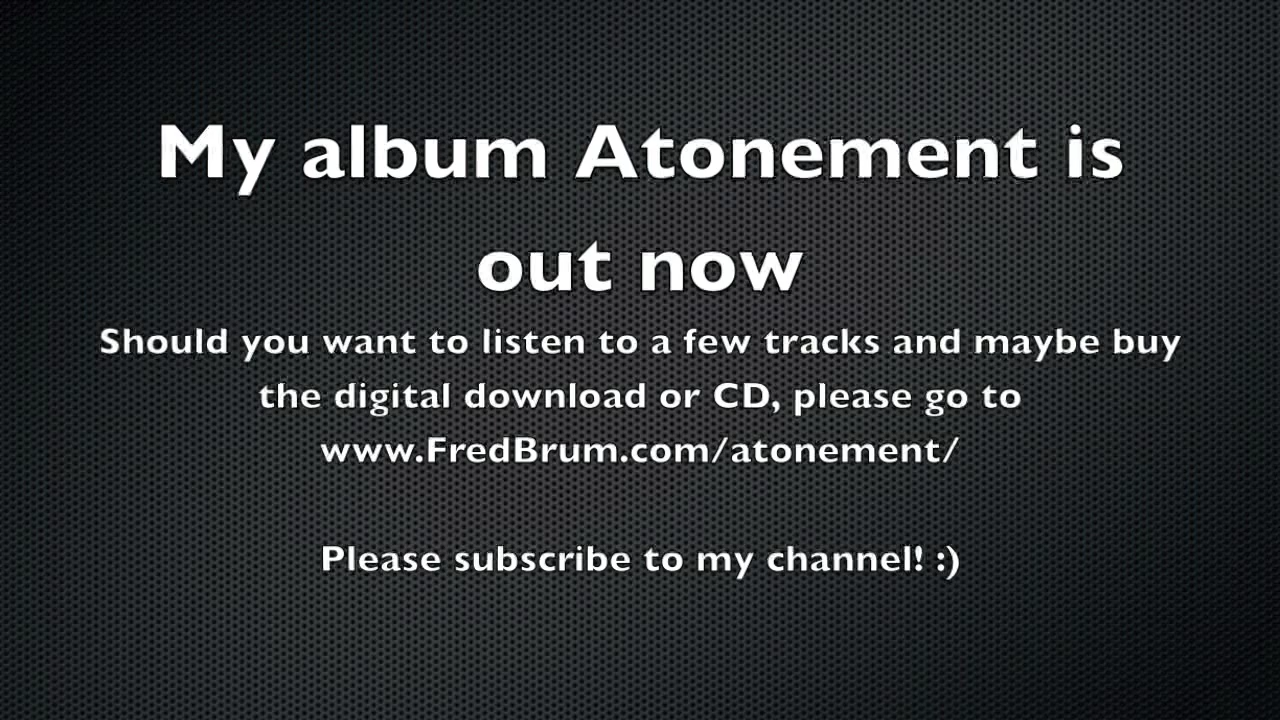 My album Atonement is
out now
Should you want to listen to a few tracks and maybe buy
the digital download or CD, please go to
www.FredBrum.com/atonement/
Please subscribe to my channel! :)